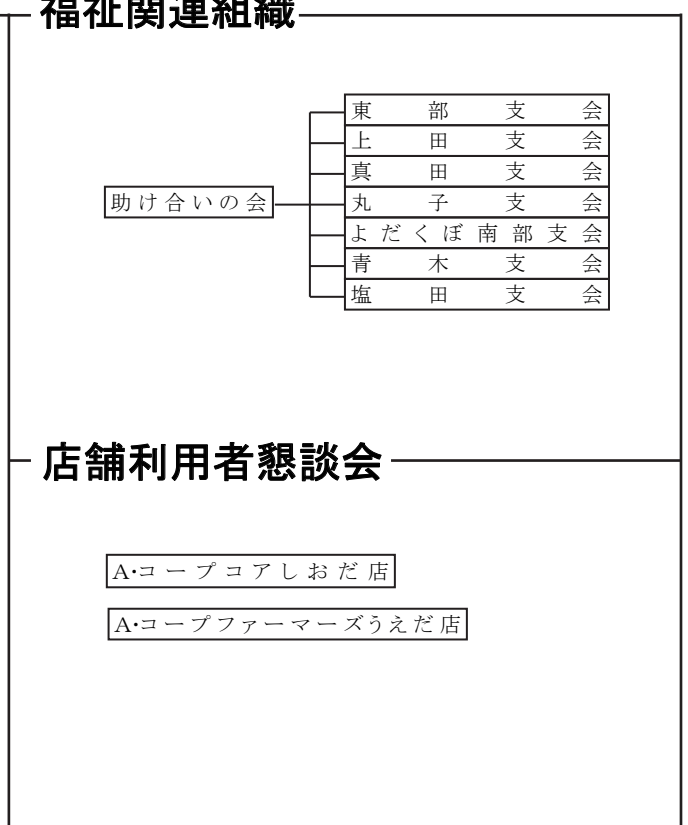 福祉関連組織
東部支会
上田支会
真田支会
助け合いの会
丸子支会
よだくぼ南部支会
青木支会
塩田支会
店舗利用者懇談会
A･コープコアしおだ店
A･コープファーマーズうえだ店